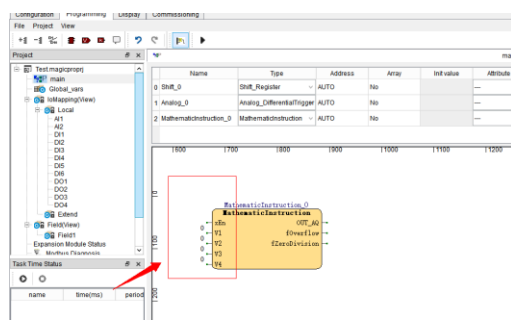 Configuration Programming Display Commissioning
File Project View
Project
Name Type Address Array Init value Attribute
0 Shift_0 Shift_Register AUTO No ---
1 Analog_0 Analog_DifferentialTrigger AUTO No ---
2 MathematicInstruction_0 MathematicInstruction AUTO No ---
Test.magicproj
main
Global_vars
IoMapping(View)
Local
AI1
AI2
DI1
DI2
DI3
DI4
DI5
DI6
DO1
DO2
DO3
DO4
Extend
Field(View)
Field1
Expansion Module Status
Modbus Diagnosis
Task Time Status
name time(ms) period
ma
600 700 800 900 1000 1100 1200
0
100
200
MathematicInstruction_0
MathematicInstruction
xEn OUT_AQ
0 V1 fOverflow
0 V2 fZeroDivision
0 V3
0 V4